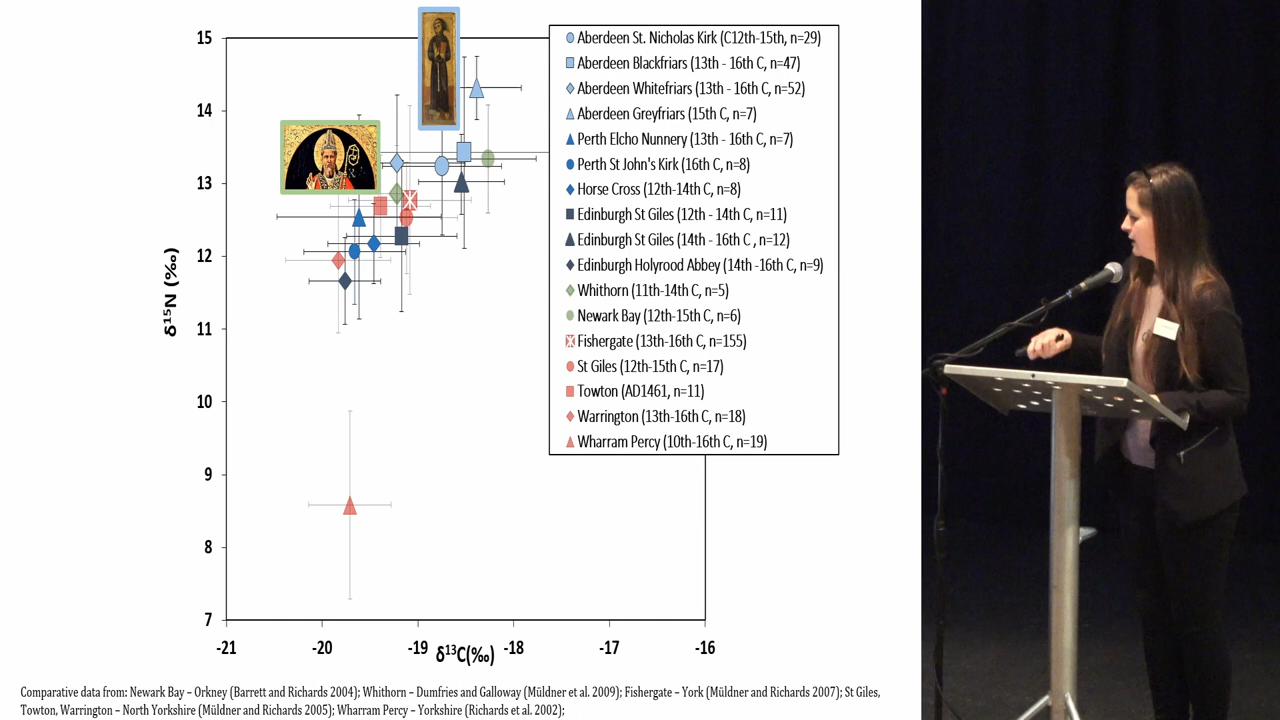 15
14
13
12
11
10
9
8
7
δ¹⁵N (‰)
-21
-20
-19
-18
-17
-16
δ¹³C(‰)
Aberdeen St. Nicholas Kirk (C12th-15th, n=29)
Aberdeen Blackfriars (13th - 16th C, n=47)
Aberdeen Whitefriars (13th - 16th C, n=52)
Aberdeen Greyfriars (15th C, n=7)
Perth Elcho Nunnery (13th - 16th C, n=7)
Perth St John's Kirk (16th C, n=8)
Horse Cross (12th-14th C, n=8)
Edinburgh St Giles (12th - 14th C, n=11)
Edinburgh St Giles (14th - 16th C , n=12)
Edinburgh Holyrood Abbey (14th -16th C, n=9)
Whithorn (11th-14th C, n=5)
Newark Bay (12th-15th C, n=6)
Fishergate (13th-16th C, n=155)
St Giles (12th-15th C, n=17)
Towton (AD1461, n=11)
Warrington (13th-16th C, n=18)
Wharram Percy (10th-16th C, n=19)
Comparative data from: Newark Bay – Orkney (Barrett and Richards 2004); Whithorn – Dumfries and Galloway (Müldner et al. 2009); Fishergate – York (Müldner and Richards 2007); St Giles,
Towton, Warrington – North Yorkshire (Müldner and Richards 2005); Wharram Percy – Yorkshire (Richards et al. 2002);